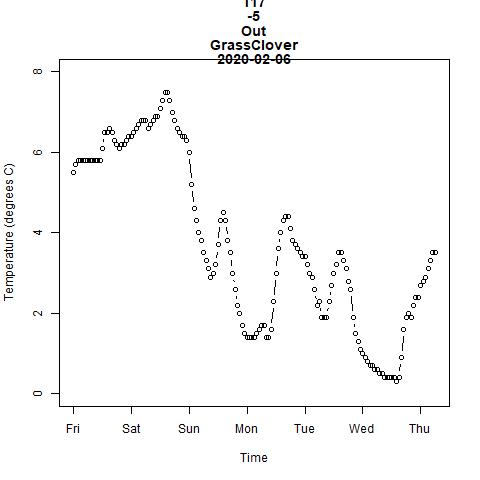 T17
-5
Out
GrassClover
2020-02-06
Temperature (degrees C)
8
6
4
2
0
Fri Sat Sun Mon Tue Wed Thu
Time